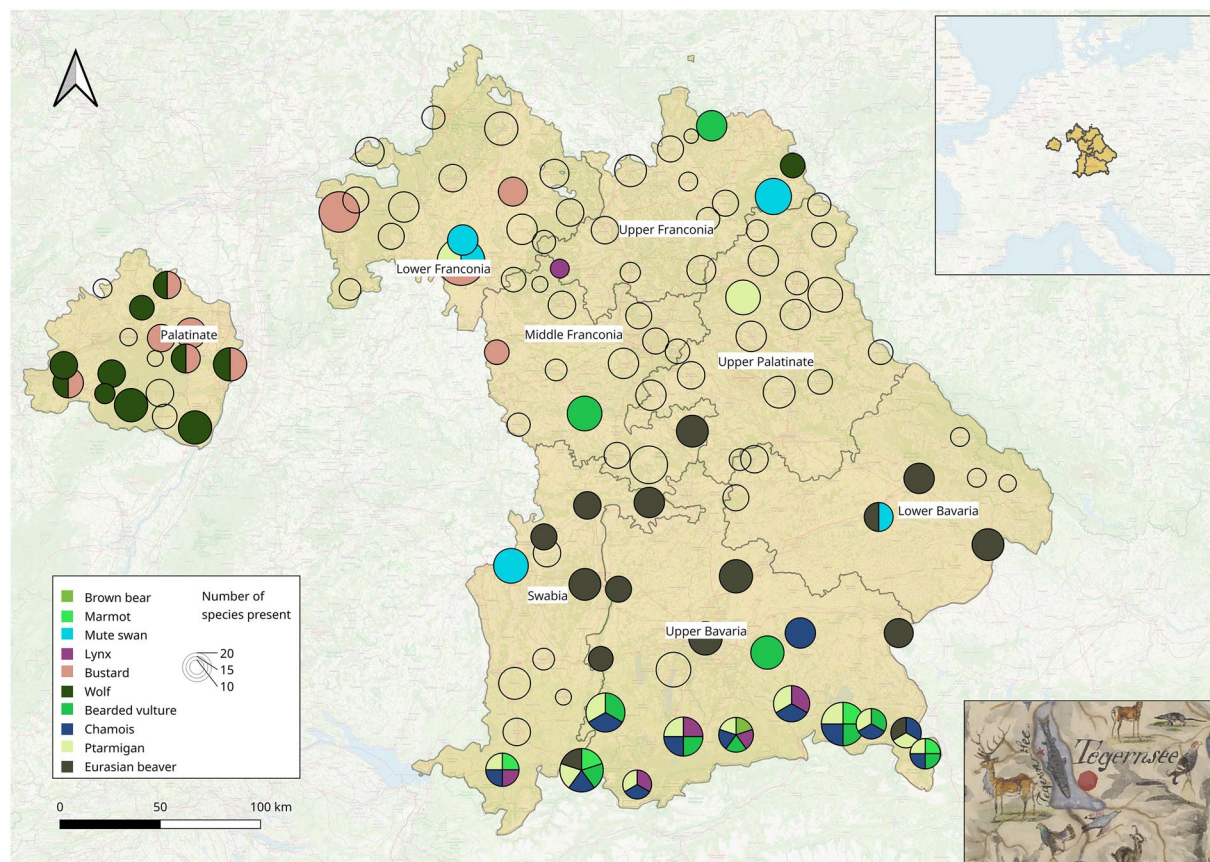 Upper Franconia
Lower Franconia
Middle Franconia
Palatinate
Upper Palatinate
Lower Bavaria
Swabia
Upper Bavaria
Brown bear
Marmot
Mute swan
Lynx
Bustard
Wolf
Bearded vulture
Chamois
Ptarmigan
Eurasian beaver
Number of
species present
20
15
10
0 50 100 km
Tegernsee